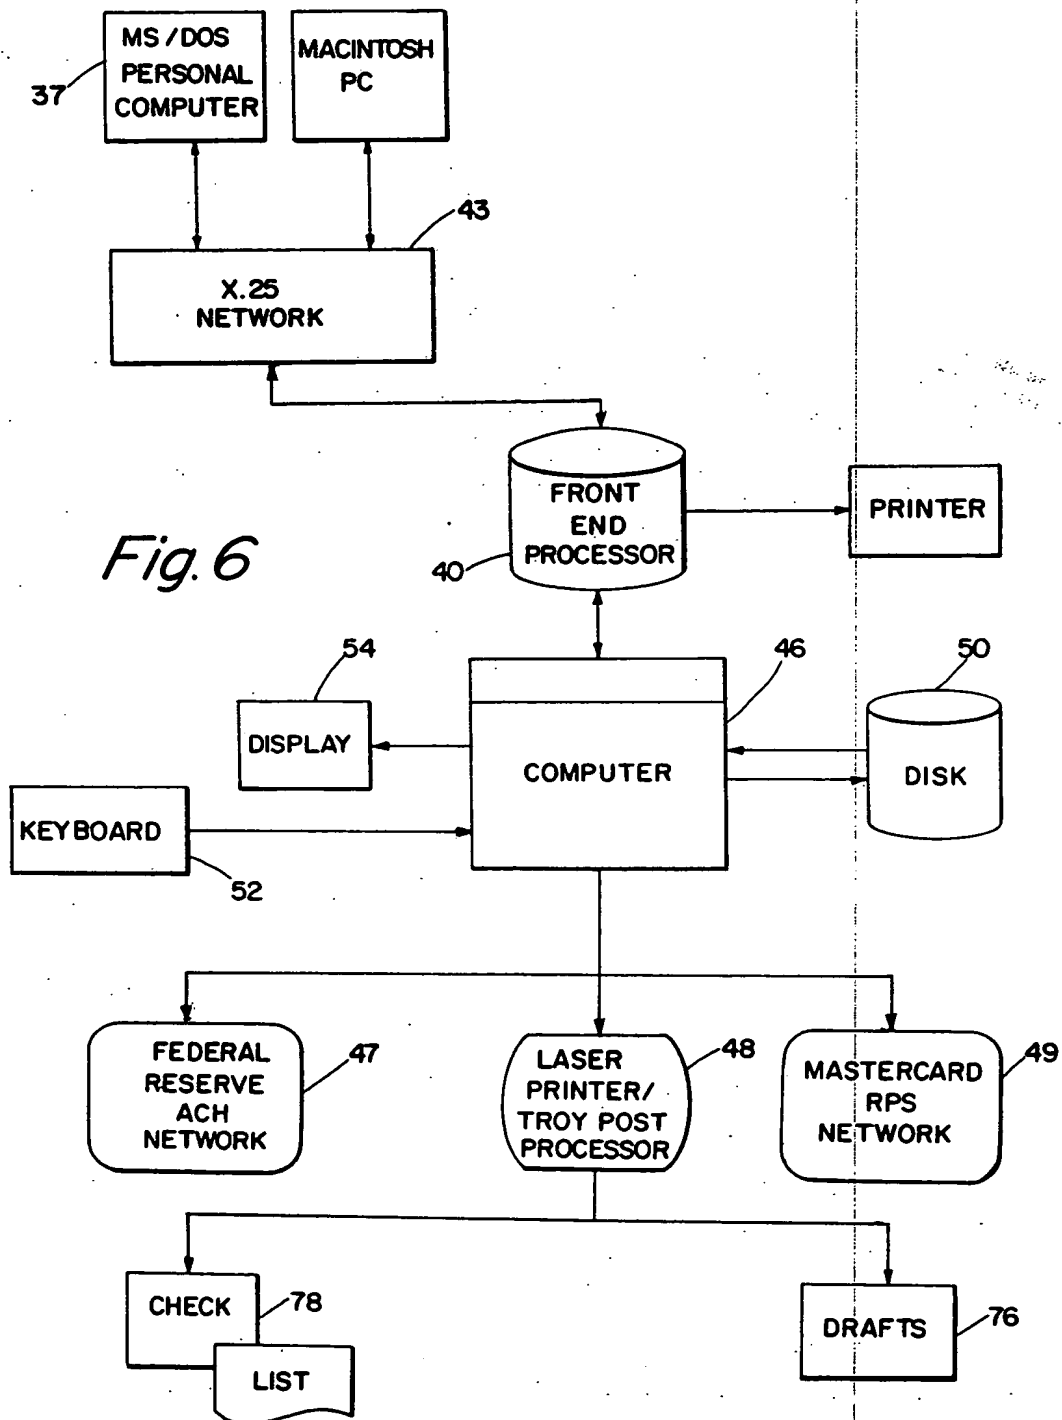 MS/DOS
PERSONAL
COMPUTER
MACINTOSH
PC
37
43
X.25
NETWORK
FRONT
END
PROCESSOR
PRINTER
Fig. 6
40
54
46
50
DISPLAY
COMPUTER
DISK
KEYBOARD
52
FEDERAL
RESERVE
ACH
NETWORK
47
LASER
PRINTER/
TROY POST
PROCESSOR
48
MASTERCARD
RPS
NETWORK
49
CHECK
78
LIST
DRAFTS
76